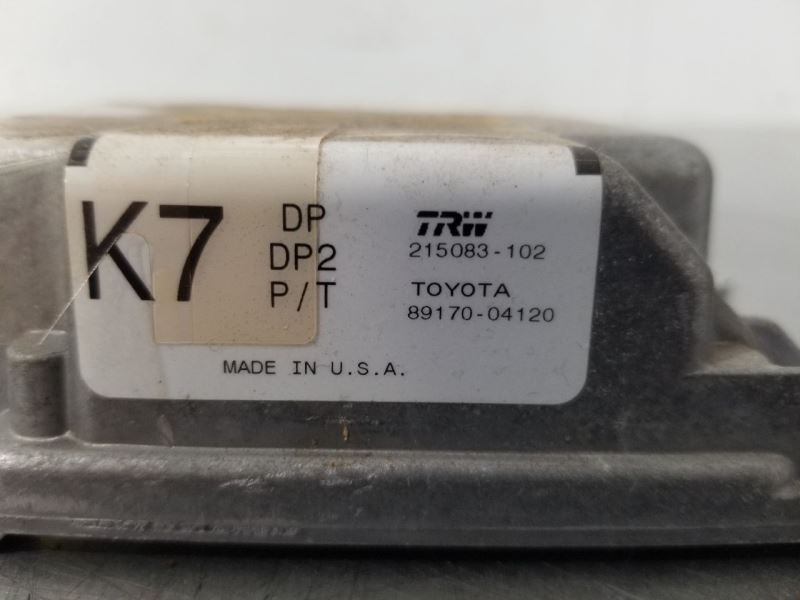 K7
DP
DP2
P/T
TRW
215083-102
TOYOTA
89170-04120
MADE IN U.S.A.